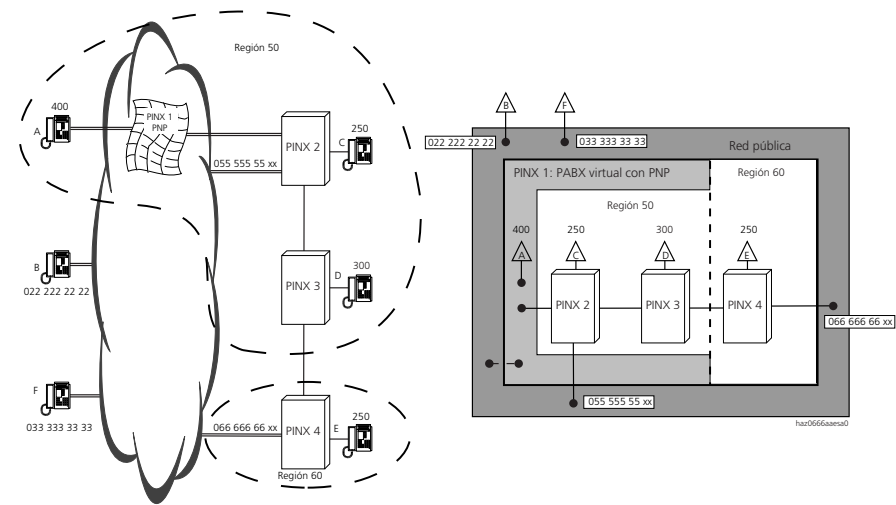 Región 50
400
A
PINX 1
PNP
PINX 2
C
250
055 555 55 xx
B
022 222 22 22
PINX 3
D
300
F
033 333 33 33
066 666 66 xx
PINX 4
E
250
Región 60
B
F
022 222 22 22
033 333 33 33
Red pública
PINX 1: PABX virtual con PNP
Región 60
Región 50
400
250
300
250
A
C
D
E
PINX 2
PINX 3
PINX 4
066 666 66 xx
055 555 55 xx
haz0666aaesa0